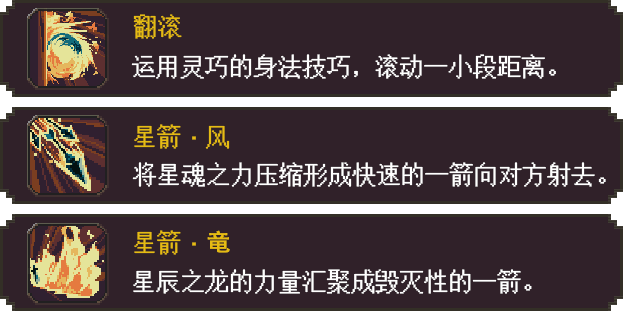 翻滚
运用灵巧的身法技巧，滚动一小段距离。
星箭·风
将星魂之力压缩形成快速的一箭向对方射去。
星箭·竜
星辰之龙的力量汇聚成毁灭性的一箭。